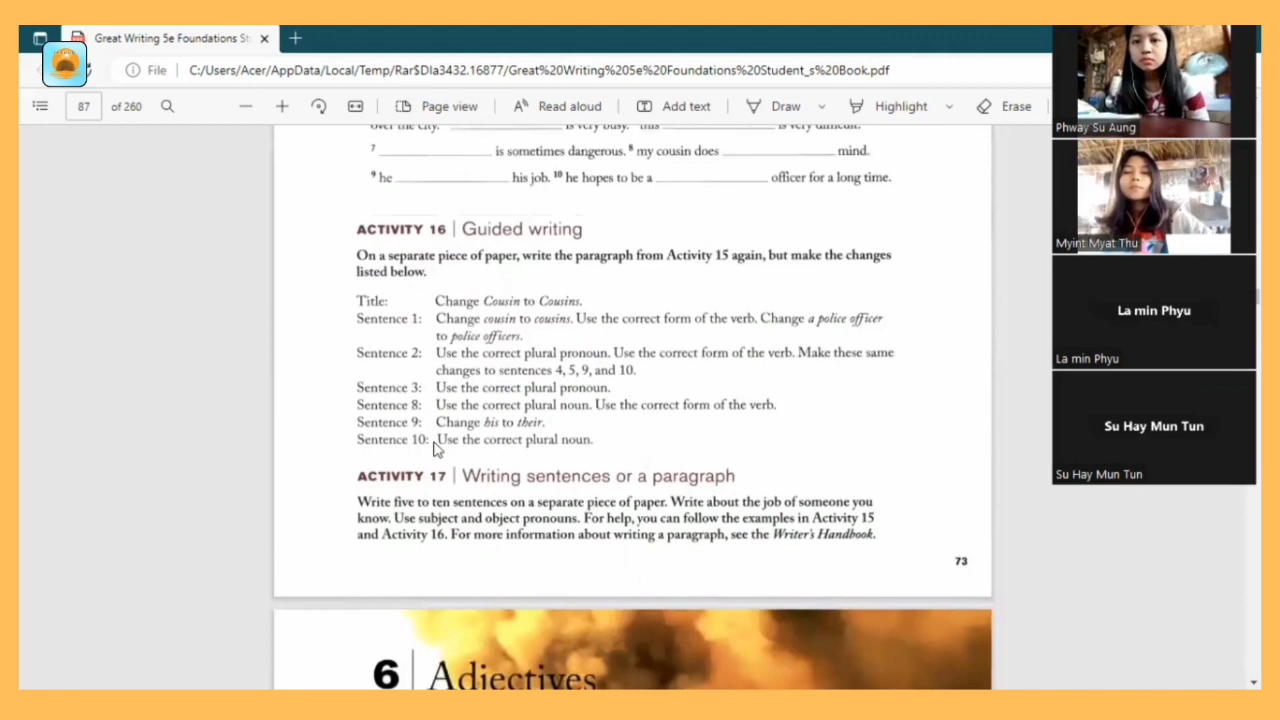 Great Writing 5e Foundations St
File
C:/Users/Acer/AppData/Local/Temp/Rar$DIa3432.16877/Great%20Writing%205e%20Foundations%20Student_s%20Book.pdf
87 of 260
Page view
Read aloud
Add text
Draw
Highlight
Erase
over the city. ____________ is very busy. this ____________ is very difficult.
7 ____________ is sometimes dangerous. 8 my cousin does ____________ mind.
9 he ____________ his job. 10 he hopes to be a ____________ officer for a long time.
ACTIVITY 16 | Guided writing
On a separate piece of paper, write the paragraph from Activity 15 again, but make the changes
listed below.
Title: Change Cousin to Cousins.
Sentence 1: Change cousin to cousins. Use the correct form of the verb. Change a police officer
to police officers.
Sentence 2: Use the correct plural pronoun. Use the correct form of the verb. Make these same
changes to sentences 4, 5, 9, and 10.
Sentence 3: Use the correct plural pronoun.
Sentence 8: Use the correct plural noun. Use the correct form of the verb.
Sentence 9: Change his to their.
Sentence 10: Use the correct plural noun.
ACTIVITY 17 | Writing sentences or a paragraph
Write five to ten sentences on a separate piece of paper. Write about the job of someone you
know. Use subject and object pronouns. For help, you can follow the examples in Activity 15
and Activity 16. For more information about writing a paragraph, see the Writer's Handbook.
73
6 | Adjectives
Phway Su Aung
Myint Myat Thu
La min Phyu
La min Phyu
Su Hay Mun Tun
Su Hay Mun Tun